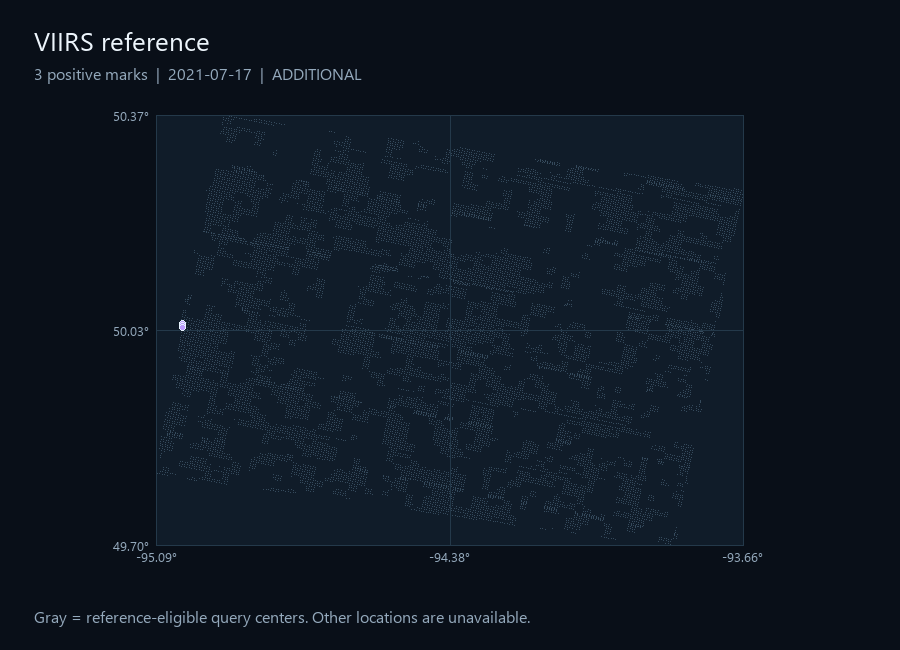 VIIRS reference
3 positive marks | 2021-07-17 | ADDITIONAL
50.37°
50.03°
49.70°
-95.09°
-94.38°
-93.66°
Gray = reference-eligible query centers. Other locations are unavailable.